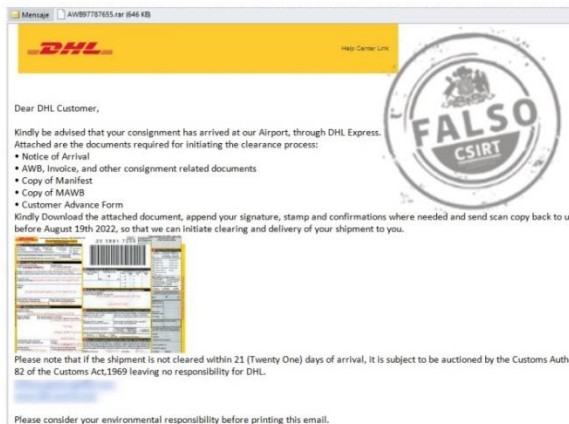 Mensaje AWB97787655.rar (646 KB)
DHL
Help Center Link
FALSO
CSIRT
Dear DHL Customer,
Kindly be advised that your consignment has arrived at our Airport, through DHL Express.
Attached are the documents required for initiating the clearance process:
• Notice of Arrival
• AWB, Invoice, and other consignment related documents
• Copy of Manifest
• Copy of MAWB
• Customer Advance Form
Kindly Download the attached document, append your signature, stamp and confirmations where needed and send scan copy back to u
before August 19th 2022, so that we can initiate clearing and delivery of your shipment to you.
Please note that if the shipment is not cleared within 21 (Twenty One) days of arrival, it is subject to be auctioned by the Customs Auth
82 of the Customs Act,1969 leaving no responsibility for DHL.
Please consider your environmental responsibility before printing this email.